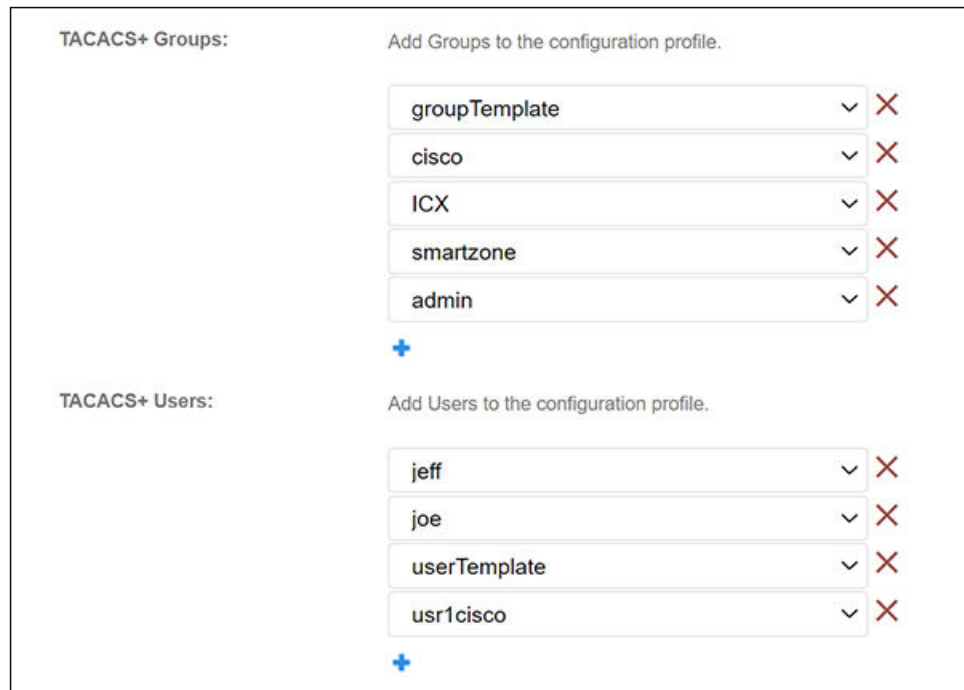 TACACS+ Groups:
Add Groups to the configuration profile.
groupTemplate
cisco
ICX
smartzone
admin
TACACS+ Users:
Add Users to the configuration profile.
jeff
joe
userTemplate
usr1cisco